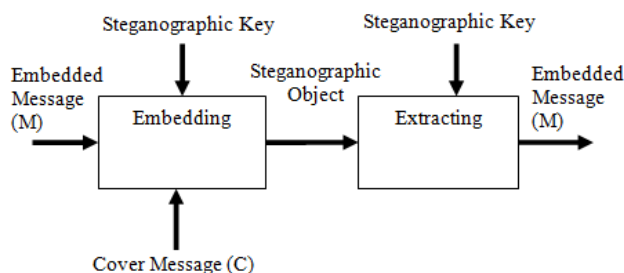 Steganographic Key
Steganographic Key
Embedded
Message
(M)
Embedding
Steganographic
Object
Extracting
Embedded
Message
(M)
Cover Message (C)